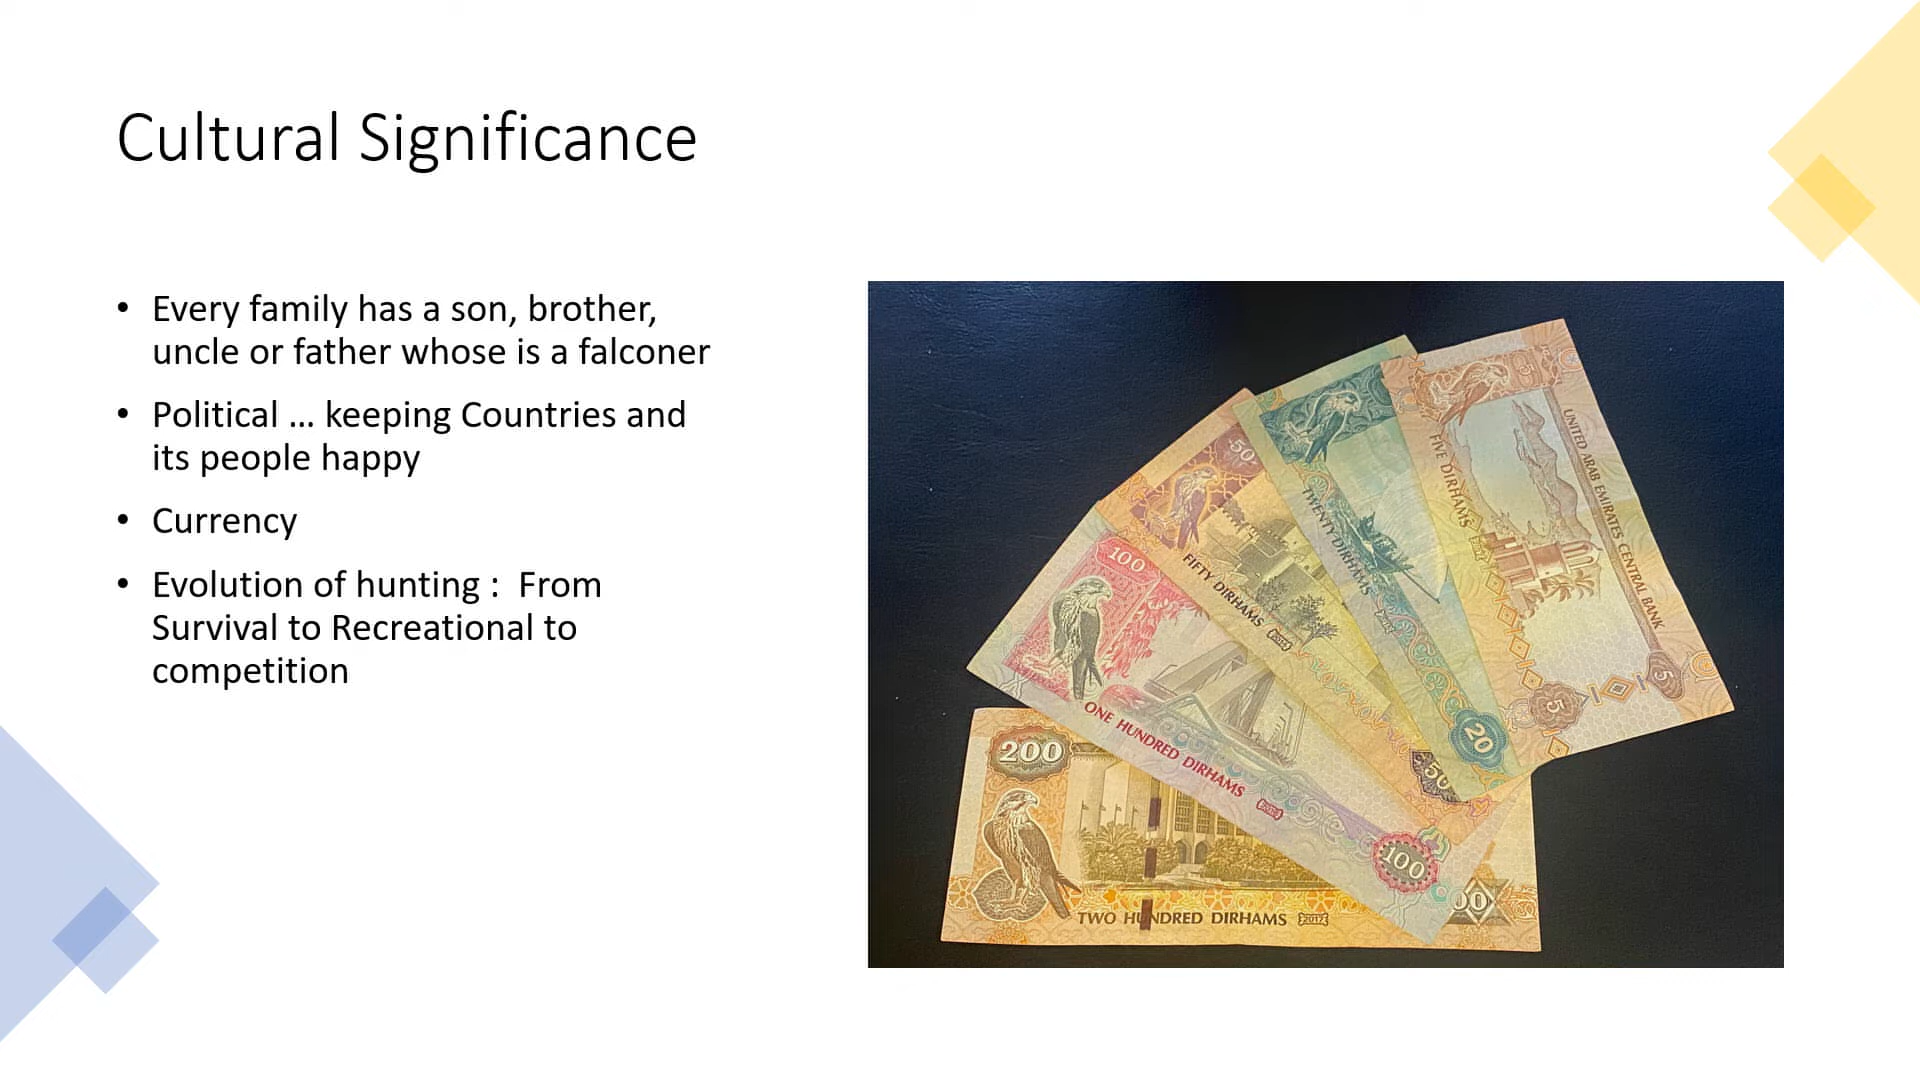 Cultural Significance
• Every family has a son, brother,
uncle or father whose is a falconer
• Political ... keeping Countries and
its people happy
• Currency
• Evolution of hunting :  From
Survival to Recreational to
competition
5
FIVE DIRHAMS
UNITED ARAB EMIRATES CENTRAL BANK
5
5
TWENTY DIRHAMS
20
50
FIFTY DIRHAMS
50
100
ONE HUNDRED DIRHAMS
100
200
TWO HUNDRED DIRHAMS 2017
00